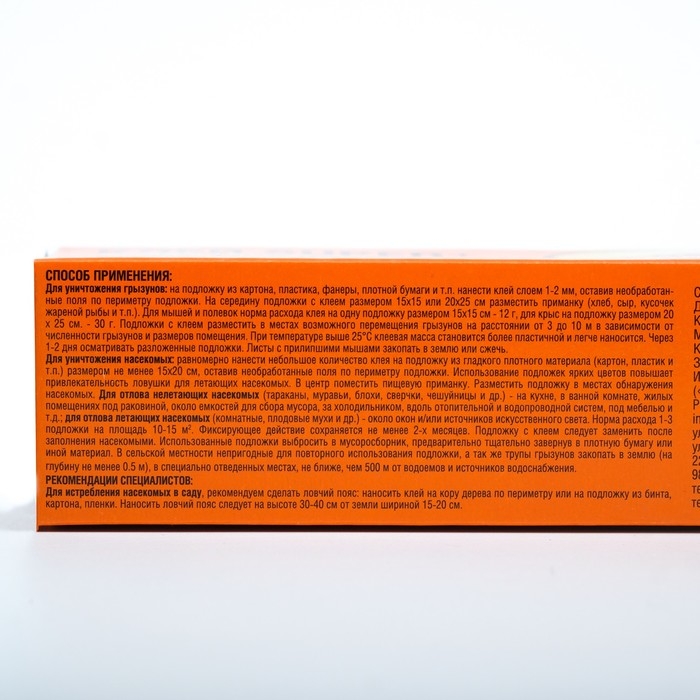 СПОСОБ ПРИМЕНЕНИЯ:
Для уничтожения грызунов: на подложку из картона, пластика, фанеры, плотной бумаги и т.п. нанести клей слоем 1-2 мм, оставив необработан-
ные поля по периметру подложки. На середину подложки с клеем размером 15х15 или 20х25 см разместить приманку (хлеб, сыр, кусочек
жареной рыбы и т.п.). Для мышей и полевок норма расхода клея на одну подложку размером 15х15 см - 12 г, для крыс на подложку размером 20
х 25 см. - 30 г. Подложки с клеем разместить в местах возможного перемещения грызунов на расстоянии от 3 до 10 м в зависимости от
численности грызунов и размеров помещения. При температуре выше 25°С клеевая масса становится более пластичной и легче наносится. Через
1-2 дня осматривать разложенные подложки. Листы с прилипшими мышами закопать в землю или сжечь.
Для уничтожения насекомых: равномерно нанести небольшое количество клея на подложку из гладкого плотного материала (картон, пластик и
т.п.) размером не менее 15х20 см, оставив необработанные поля по периметру подложки. Использование подложек ярких цветов повышает
привлекательность ловушки для летающих насекомых. В центр поместить пищевую приманку. Разместить подложку в местах обнаружения
насекомых. Для отлова нелетающих насекомых (тараканы, муравьи, блохи, сверчки, чешуйницы и др.) - на кухне, в ванной комнате, жилых
помещениях под раковиной, около емкостей для сбора мусора, за холодильником, вдоль отопительной и водопроводной систем, под мебелью и
т.д.; для отлова летающих насекомых (комнатные, плодовые мухи и др.) - около окон и/или источников искусственного света. Норма расхода 1-3
подложки на площадь 10-15 м². Фиксирующее действие сохраняется не менее 2-х месяцев. Подложку с клеем следует заменить после
заполнения насекомыми. Использованные подложки выбросить в мусоросборник, предварительно тщательно завернув в плотную бумагу или
иной материал. В сельской местности непригодные для повторного использования подложки, а так же трупы грызунов закопать в землю (на
глубину не менее 0.5 м), в специально отведенных местах, не ближе, чем 500 м от водоемов и источников водоснабжения.
РЕКОМЕНДАЦИИ СПЕЦИАЛИСТОВ:
Для истребления насекомых в саду, рекомендуем сделать ловчий пояс: наносить клей на кору дерева по периметру или на подложку из бинта,
картона, пленки. Наносить ловчий пояс следует на высоте 30-40 см от земли шириной 15-20 см.